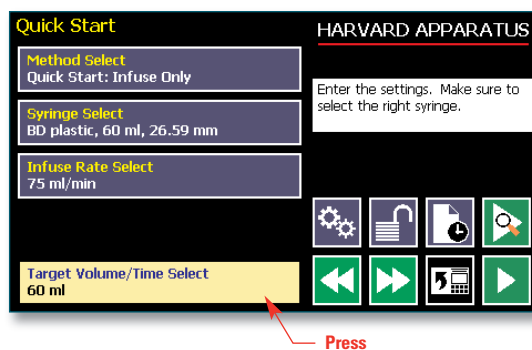 Quick Start
HARVARD APPARATUS
Method Select
Quick Start: Infuse Only
Enter the settings. Make sure to
select the right syringe.
Syringe Select
BD plastic, 60 ml, 26.59 mm
Infuse Rate Select
75 ml/min
Target Volume/Time Select
60 ml
Press